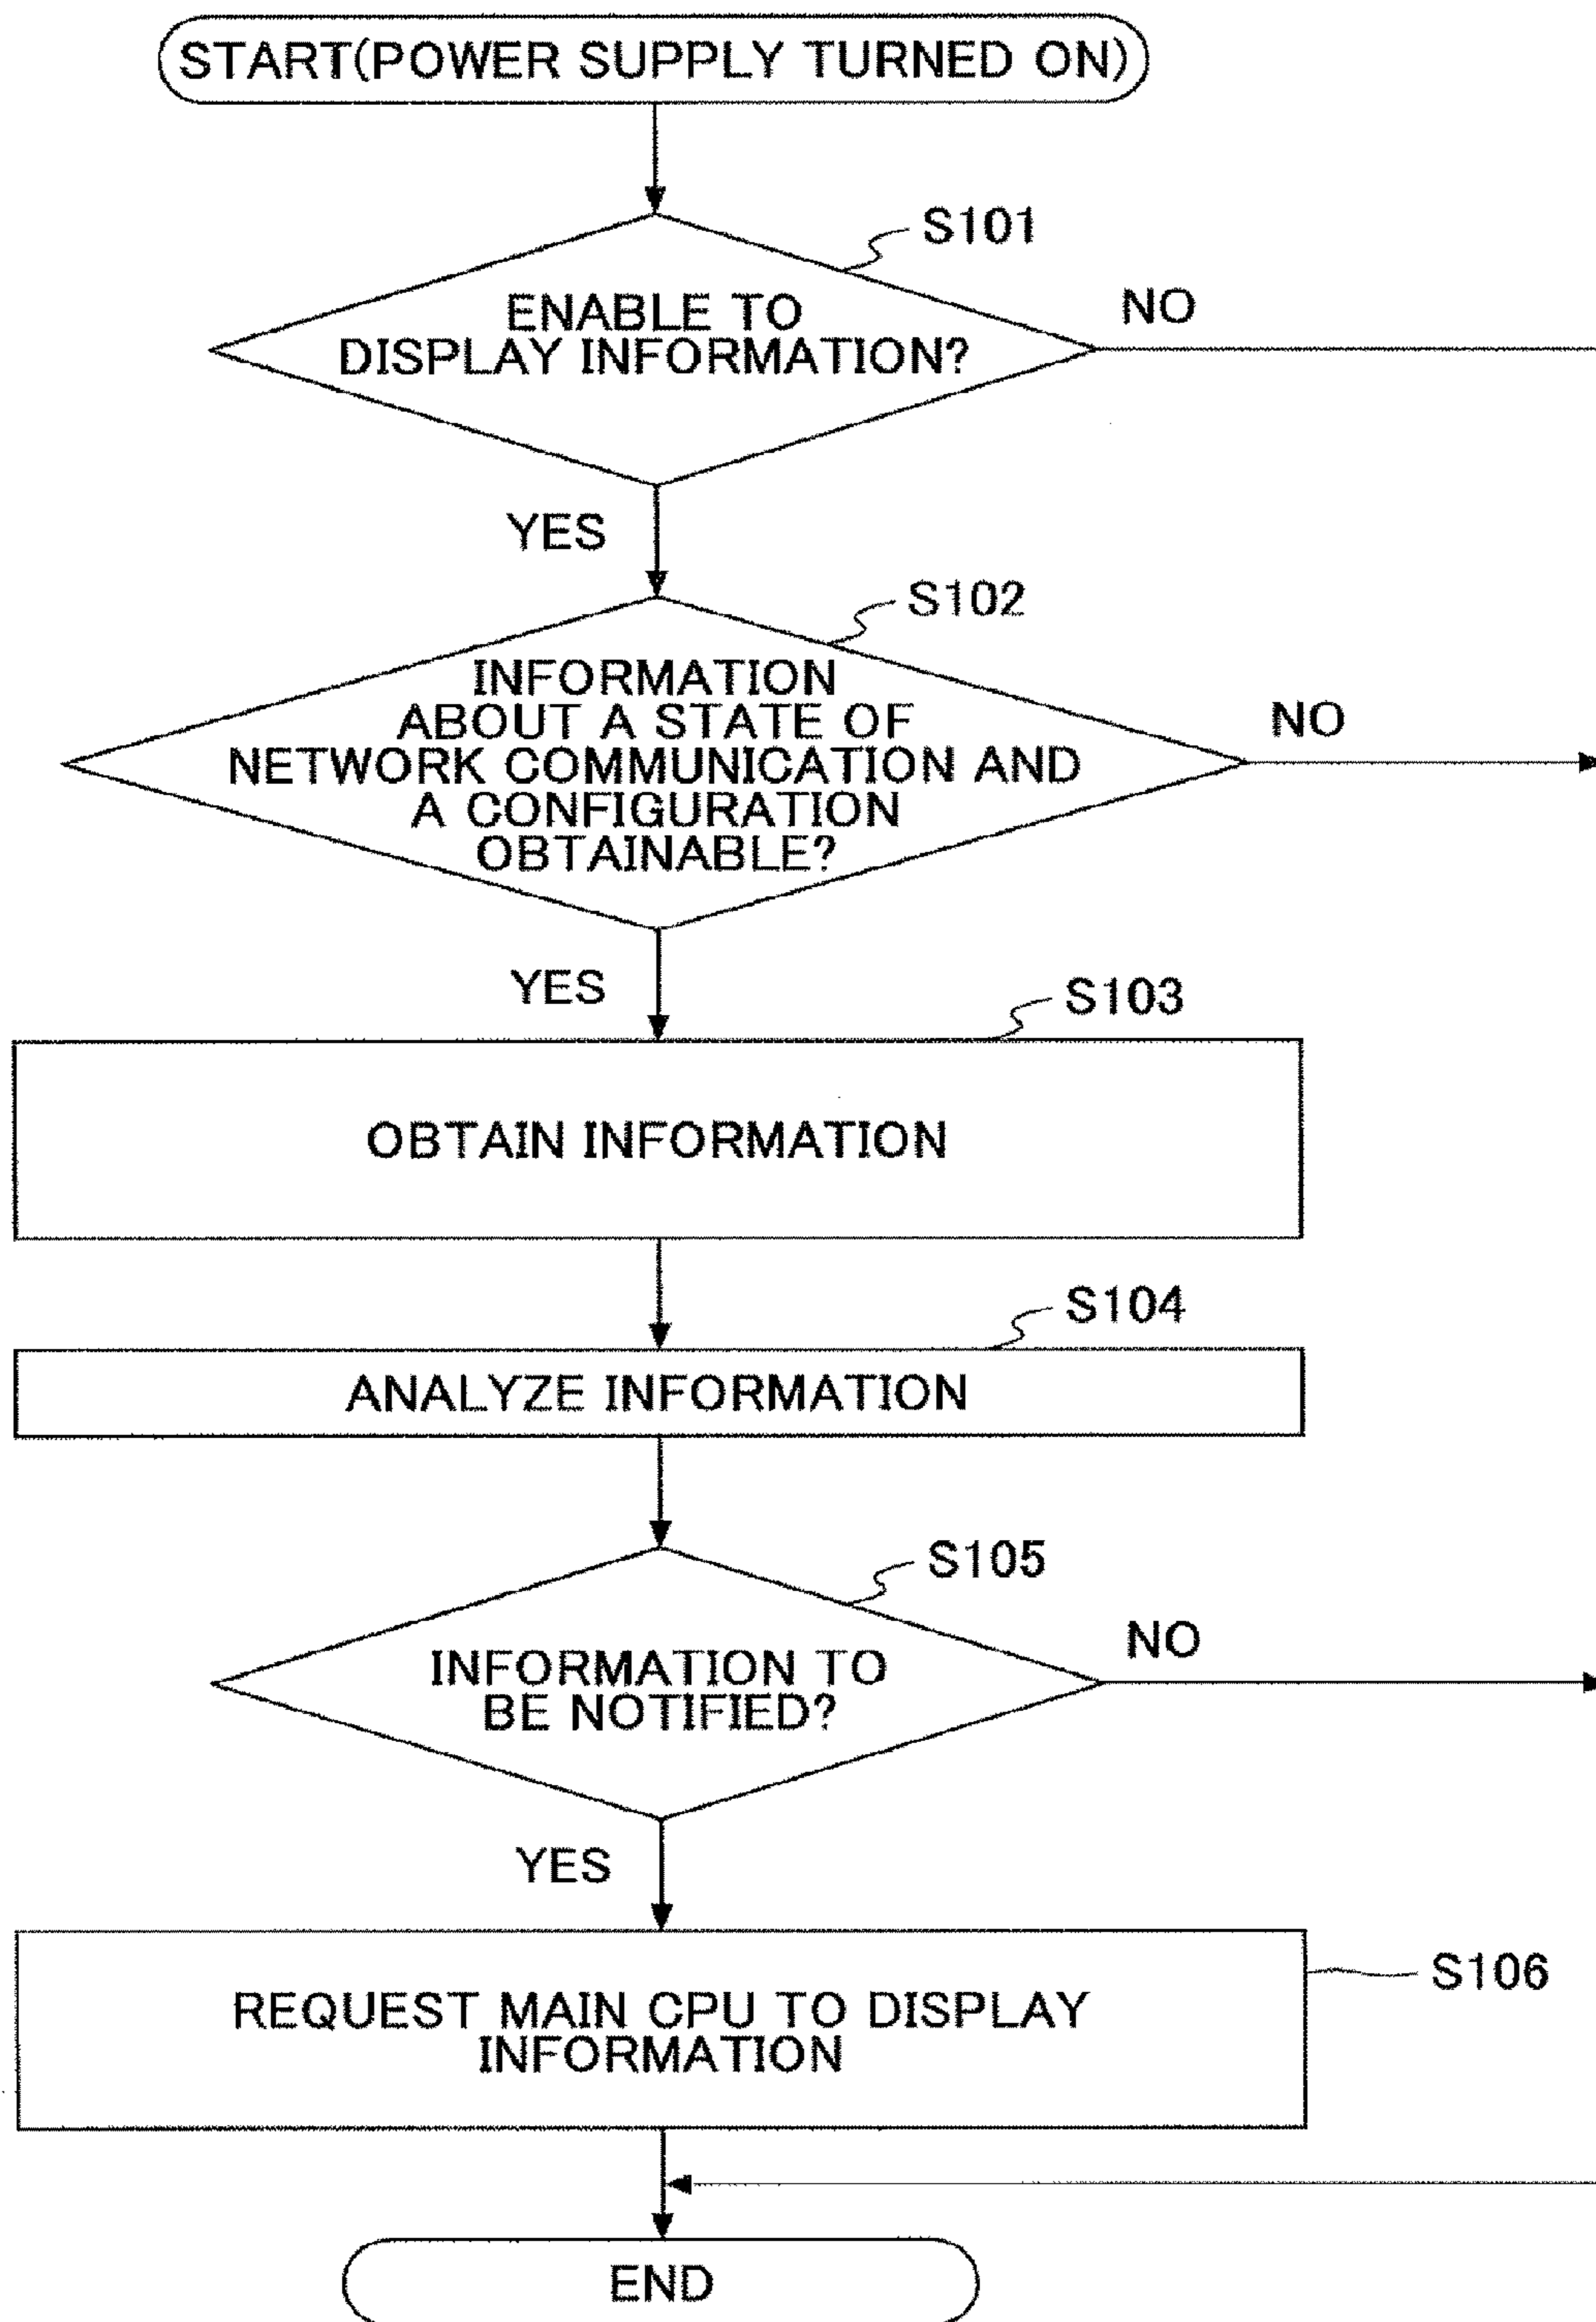 START(POWER SUPPLY TURNED ON)
S101
ENABLE TO
DISPLAY INFORMATION?
NO
YES
S102
INFORMATION
ABOUT A STATE OF
NETWORK COMMUNICATION AND
A CONFIGURATION
OBTAINABLE?
NO
YES
S103
OBTAIN INFORMATION
S104
ANALYZE INFORMATION
S105
INFORMATION TO
BE NOTIFIED?
NO
YES
S106
REQUEST MAIN CPU TO DISPLAY
INFORMATION
END